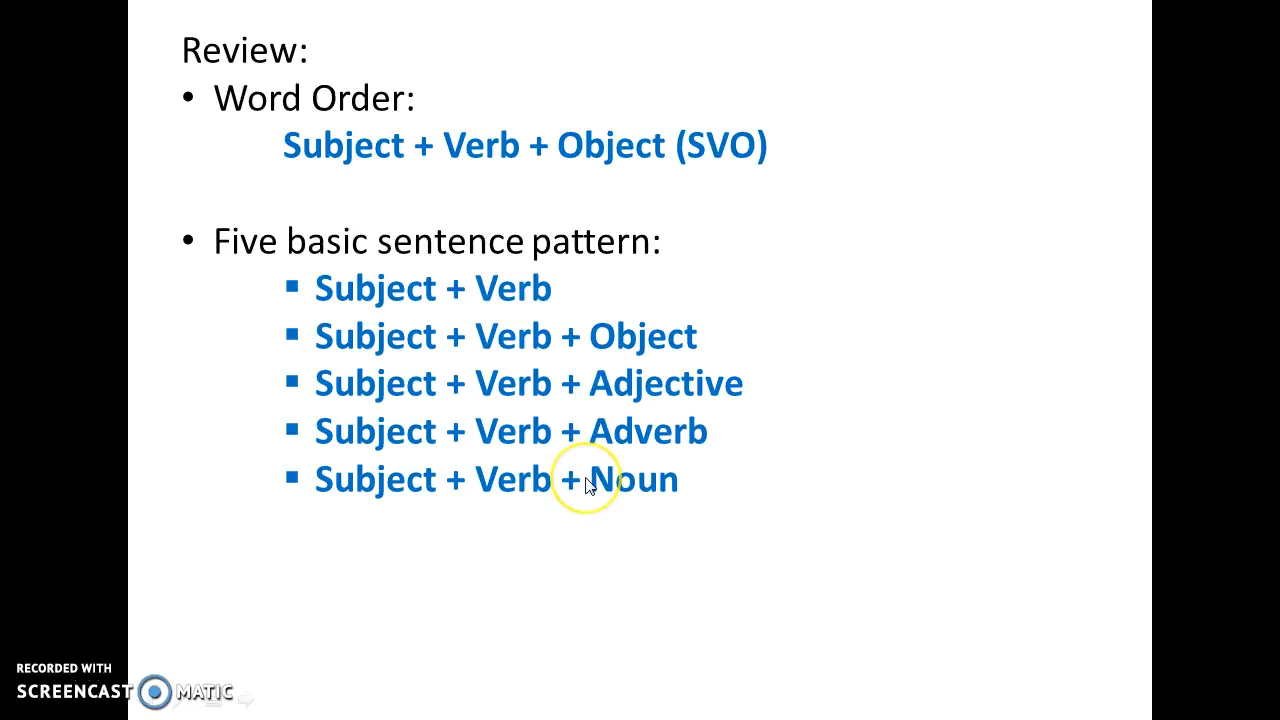 Review:
• Word Order:
Subject + Verb + Object (SVO)
• Five basic sentence pattern:
▪ Subject + Verb
▪ Subject + Verb + Object
▪ Subject + Verb + Adjective
▪ Subject + Verb + Adverb
▪ Subject + Verb + Noun
RECORDED WITH
SCREENCAST MATIC